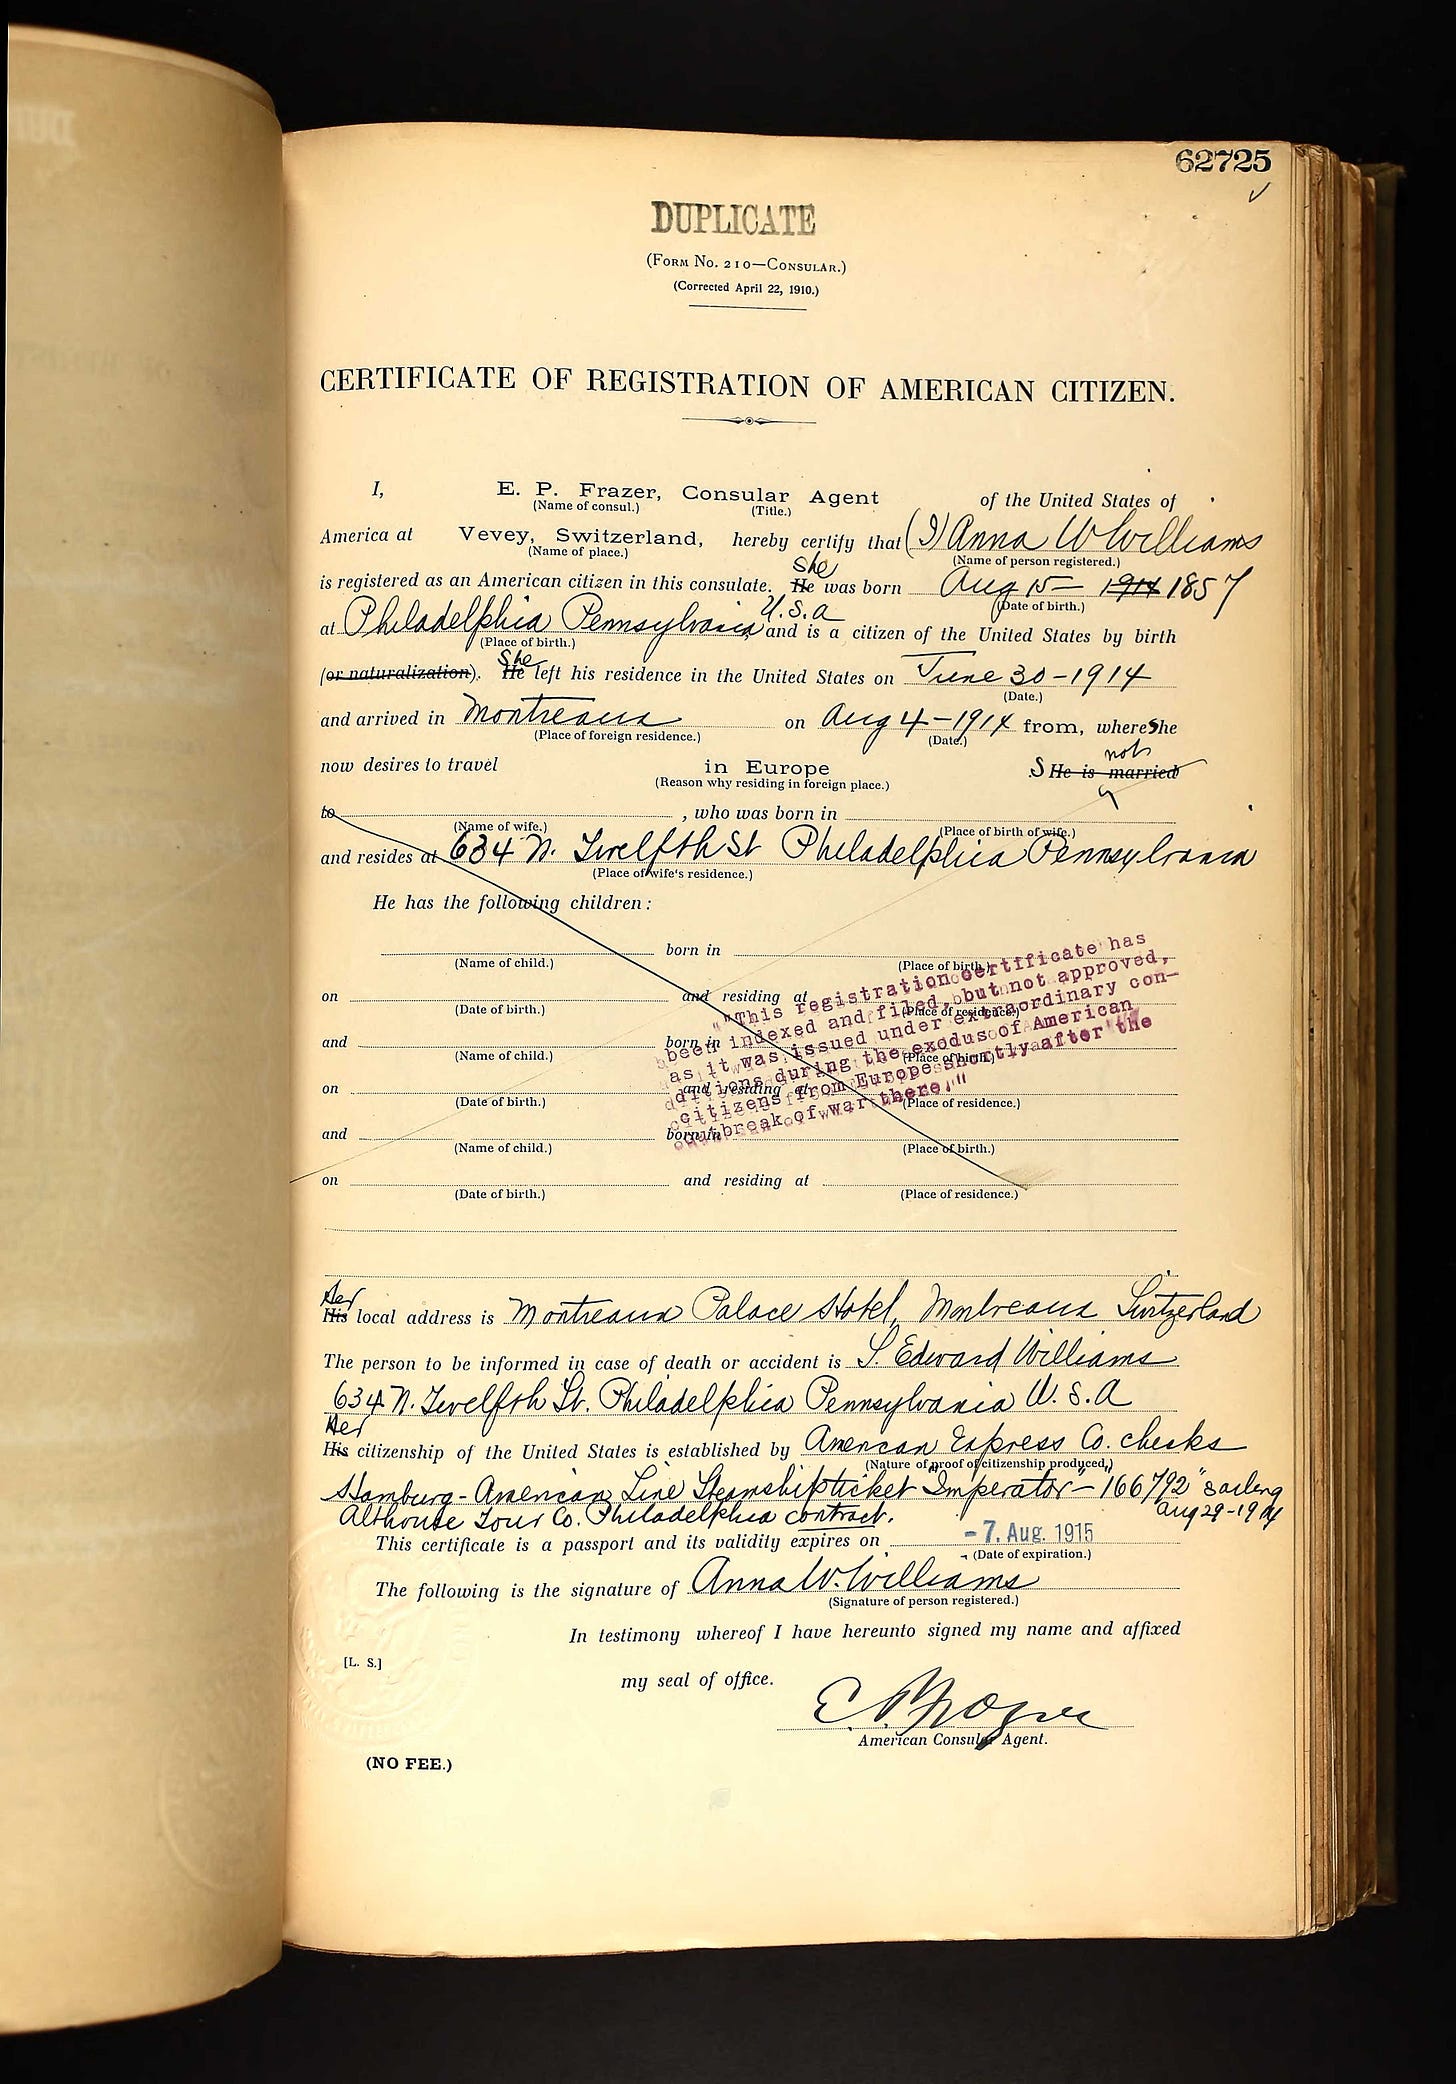 62725
DUPLICATE
(FORM No. 210—CONSULAR.)
(Corrected April 22, 1910.)
CERTIFICATE OF REGISTRATION OF AMERICAN CITIZEN.
I, E. P. Frazer, Consular Agent of the United States of
(Name of consul.) (Title.)
America at Vevey, Switzerland, hereby certify that (I) Anna W Williams
(Name of place.) (Name of person registered.)
She
is registered as an American citizen in this consulate. He was born Aug 15 — 1914 1857
(Date of birth.)
at Philadelphia Pennsylvania U.S.A and is a citizen of the United States by birth
(Place of birth.)
(or naturalization). She He left his residence in the United States on June 30 – 1914
(Date.)
and arrived in Montreaux on Aug 4 – 1914 from, where She
(Place of foreign residence.) (Date.)
not
now desires to travel in Europe S He is married
(Reason why residing in foreign place.)
to , who was born in
(Name of wife.) (Place of birth of wife.)
and resides at 634 N. Twelfth St Philadelphia Pennsylvania
(Place of wife's residence.)
He has the following children:
born in
(Name of child.) (Place of birth.)
on and residing at
(Date of birth.) (Place of residence.)
and born in
(Name of child.) (Place of birth.)
on and residing at
(Date of birth.) (Place of residence.)
and born in
(Name of child.) (Place of birth.)
on and residing at
(Date of birth.) (Place of residence.)
"This registration certificate has
been indexed and filed, but not approved,
as it was issued under extraordinary con-
ditions during the exodus of American
citizens from Europe shortly after the
outbreak of war there."
Her
His local address is Montreaux Palace Hotel, Montreaux Switzerland
The person to be informed in case of death or accident is S. Edward Williams
634 N. Twelfth St. Philadelphia Pennsylvania U.S.A
Her
His citizenship of the United States is established by American Express Co. checks
(Nature of proof of citizenship produced.)
Hamburg-American Line Steamship ticket "Imperator" – 166792" sailing
Althouse Tour Co. Philadelphia contract. Aug 29 – 1914
This certificate is a passport and its validity expires on – 7. Aug. 1915
(Date of expiration.)
The following is the signature of Anna W. Williams
(Signature of person registered.)
In testimony whereof I have hereunto signed my name and affixed
[L. S.]
my seal of office.
E. P. Frazer
American Consular Agent.
(NO FEE.)